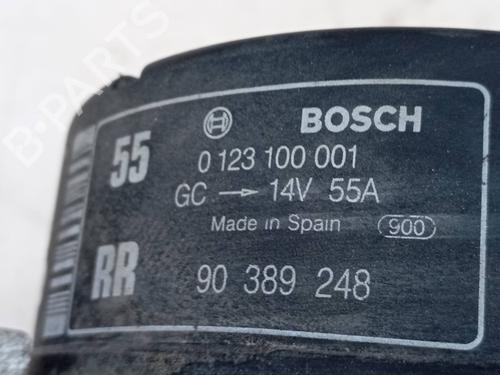 B-PARTS
BOSCH
55
0 123 100 001
GC → 14V 55A
Made in Spain 900
RR
90 389 248